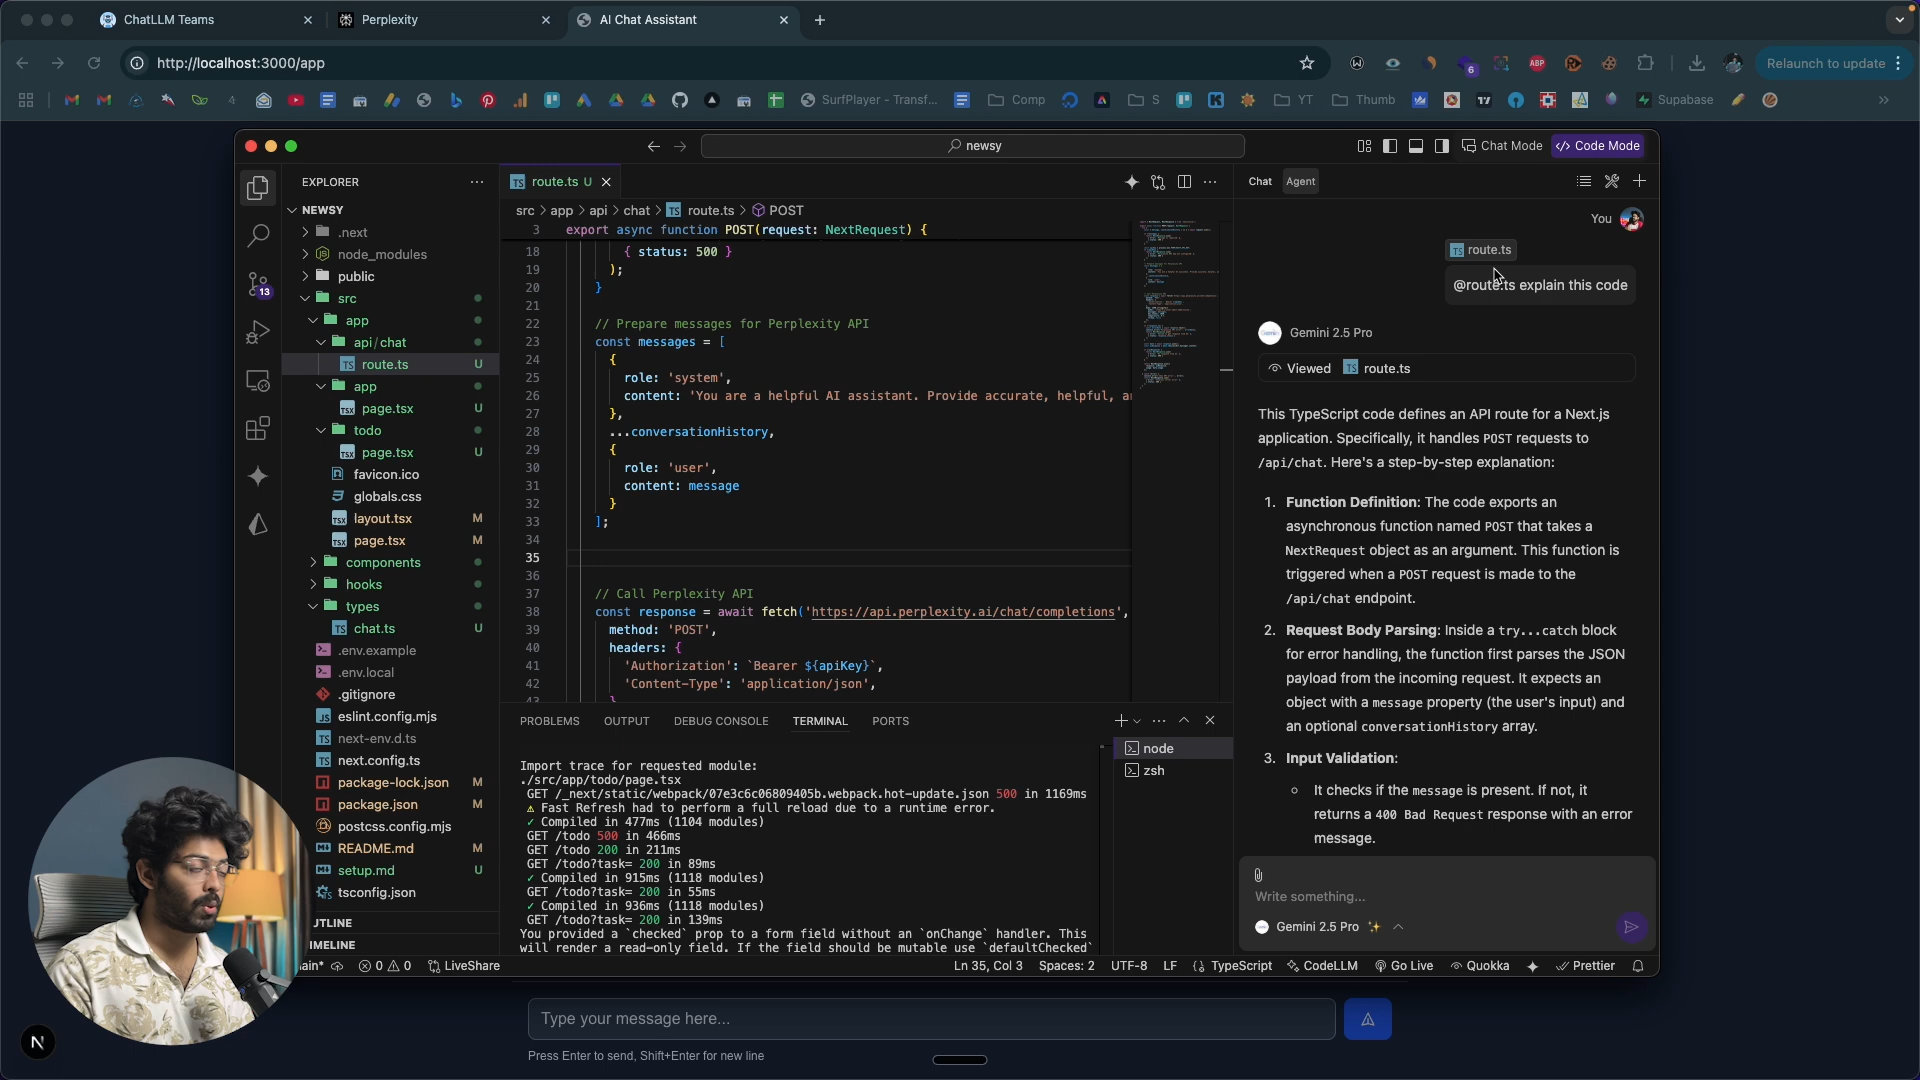 ChatLLM Teams
Perplexity
AI Chat Assistant
http://localhost:3000/app
6
ABP
Relaunch to update
SurfPlayer - Transf...
Comp
S
YT
Thumb
Supabase
newsy
Chat Mode
</> Code Mode
EXPLORER
NEWSY
.next
node_modules
public
src
app
api/chat
TS route.ts U
app
TSX page.tsx U
todo
TSX page.tsx U
favicon.ico
globals.css
TSX layout.tsx M
TSX page.tsx M
components
hooks
types
TS chat.ts U
.env.example
.env.local
.gitignore
JS eslint.config.mjs
TS next-env.d.ts
TS next.config.ts
package-lock.json M
package.json M
postcss.config.mjs
README.md M
setup.md U
tsconfig.json
UTLINE
IMELINE
13
TS route.ts U
src > app > api > chat > TS route.ts > POST
3 export async function POST(request: NextRequest) {
18 { status: 500 }
19 );
20 }
21
22 // Prepare messages for Perplexity API
23 const messages = [
24 {
25 role: 'system',
26 content: 'You are a helpful AI assistant. Provide accurate, helpful, a
27 },
28 ...conversationHistory,
29 {
30 role: 'user',
31 content: message
32 }
33 ];
34
35
36
37 // Call Perplexity API
38 const response = await fetch('https://api.perplexity.ai/chat/completions',
39 method: 'POST',
40 headers: {
41 'Authorization': `Bearer ${apiKey}`,
42 'Content-Type': 'application/json',
43 }
PROBLEMS OUTPUT DEBUG CONSOLE TERMINAL PORTS
node
zsh
Import trace for requested module:
./src/app/todo/page.tsx
GET /_next/static/webpack/07e3c6c06809405b.webpack.hot-update.json 500 in 1169ms
⚠ Fast Refresh had to perform a full reload due to a runtime error.
✓ Compiled in 477ms (1104 modules)
GET /todo 500 in 466ms
GET /todo 200 in 211ms
GET /todo?task= 200 in 89ms
✓ Compiled in 915ms (1118 modules)
GET /todo?task= 200 in 55ms
✓ Compiled in 936ms (1118 modules)
GET /todo?task= 200 in 139ms
You provided a `checked` prop to a form field without an `onChange` handler. This
will render a read-only field. If the field should be mutable use `defaultChecked`
Chat Agent
You
TS route.ts
@route.ts explain this code
Gemini 2.5 Pro
Viewed TS route.ts
This TypeScript code defines an API route for a Next.js
application. Specifically, it handles POST requests to
/api/chat. Here's a step-by-step explanation:
1. Function Definition: The code exports an
asynchronous function named POST that takes a
NextRequest object as an argument. This function is
triggered when a POST request is made to the
/api/chat endpoint.
2. Request Body Parsing: Inside a try...catch block
for error handling, the function first parses the JSON
payload from the incoming request. It expects an
object with a message property (the user's input) and
an optional conversationHistory array.
3. Input Validation:
It checks if the message is present. If not, it
returns a 400 Bad Request response with an error
message.
Write something...
Gemini 2.5 Pro
ain* 0 0 LiveShare
Ln 35, Col 3 Spaces: 2 UTF-8 LF {} TypeScript CodeLLM Go Live Quokka Prettier
Type your message here...
Press Enter to send, Shift+Enter for new line
N